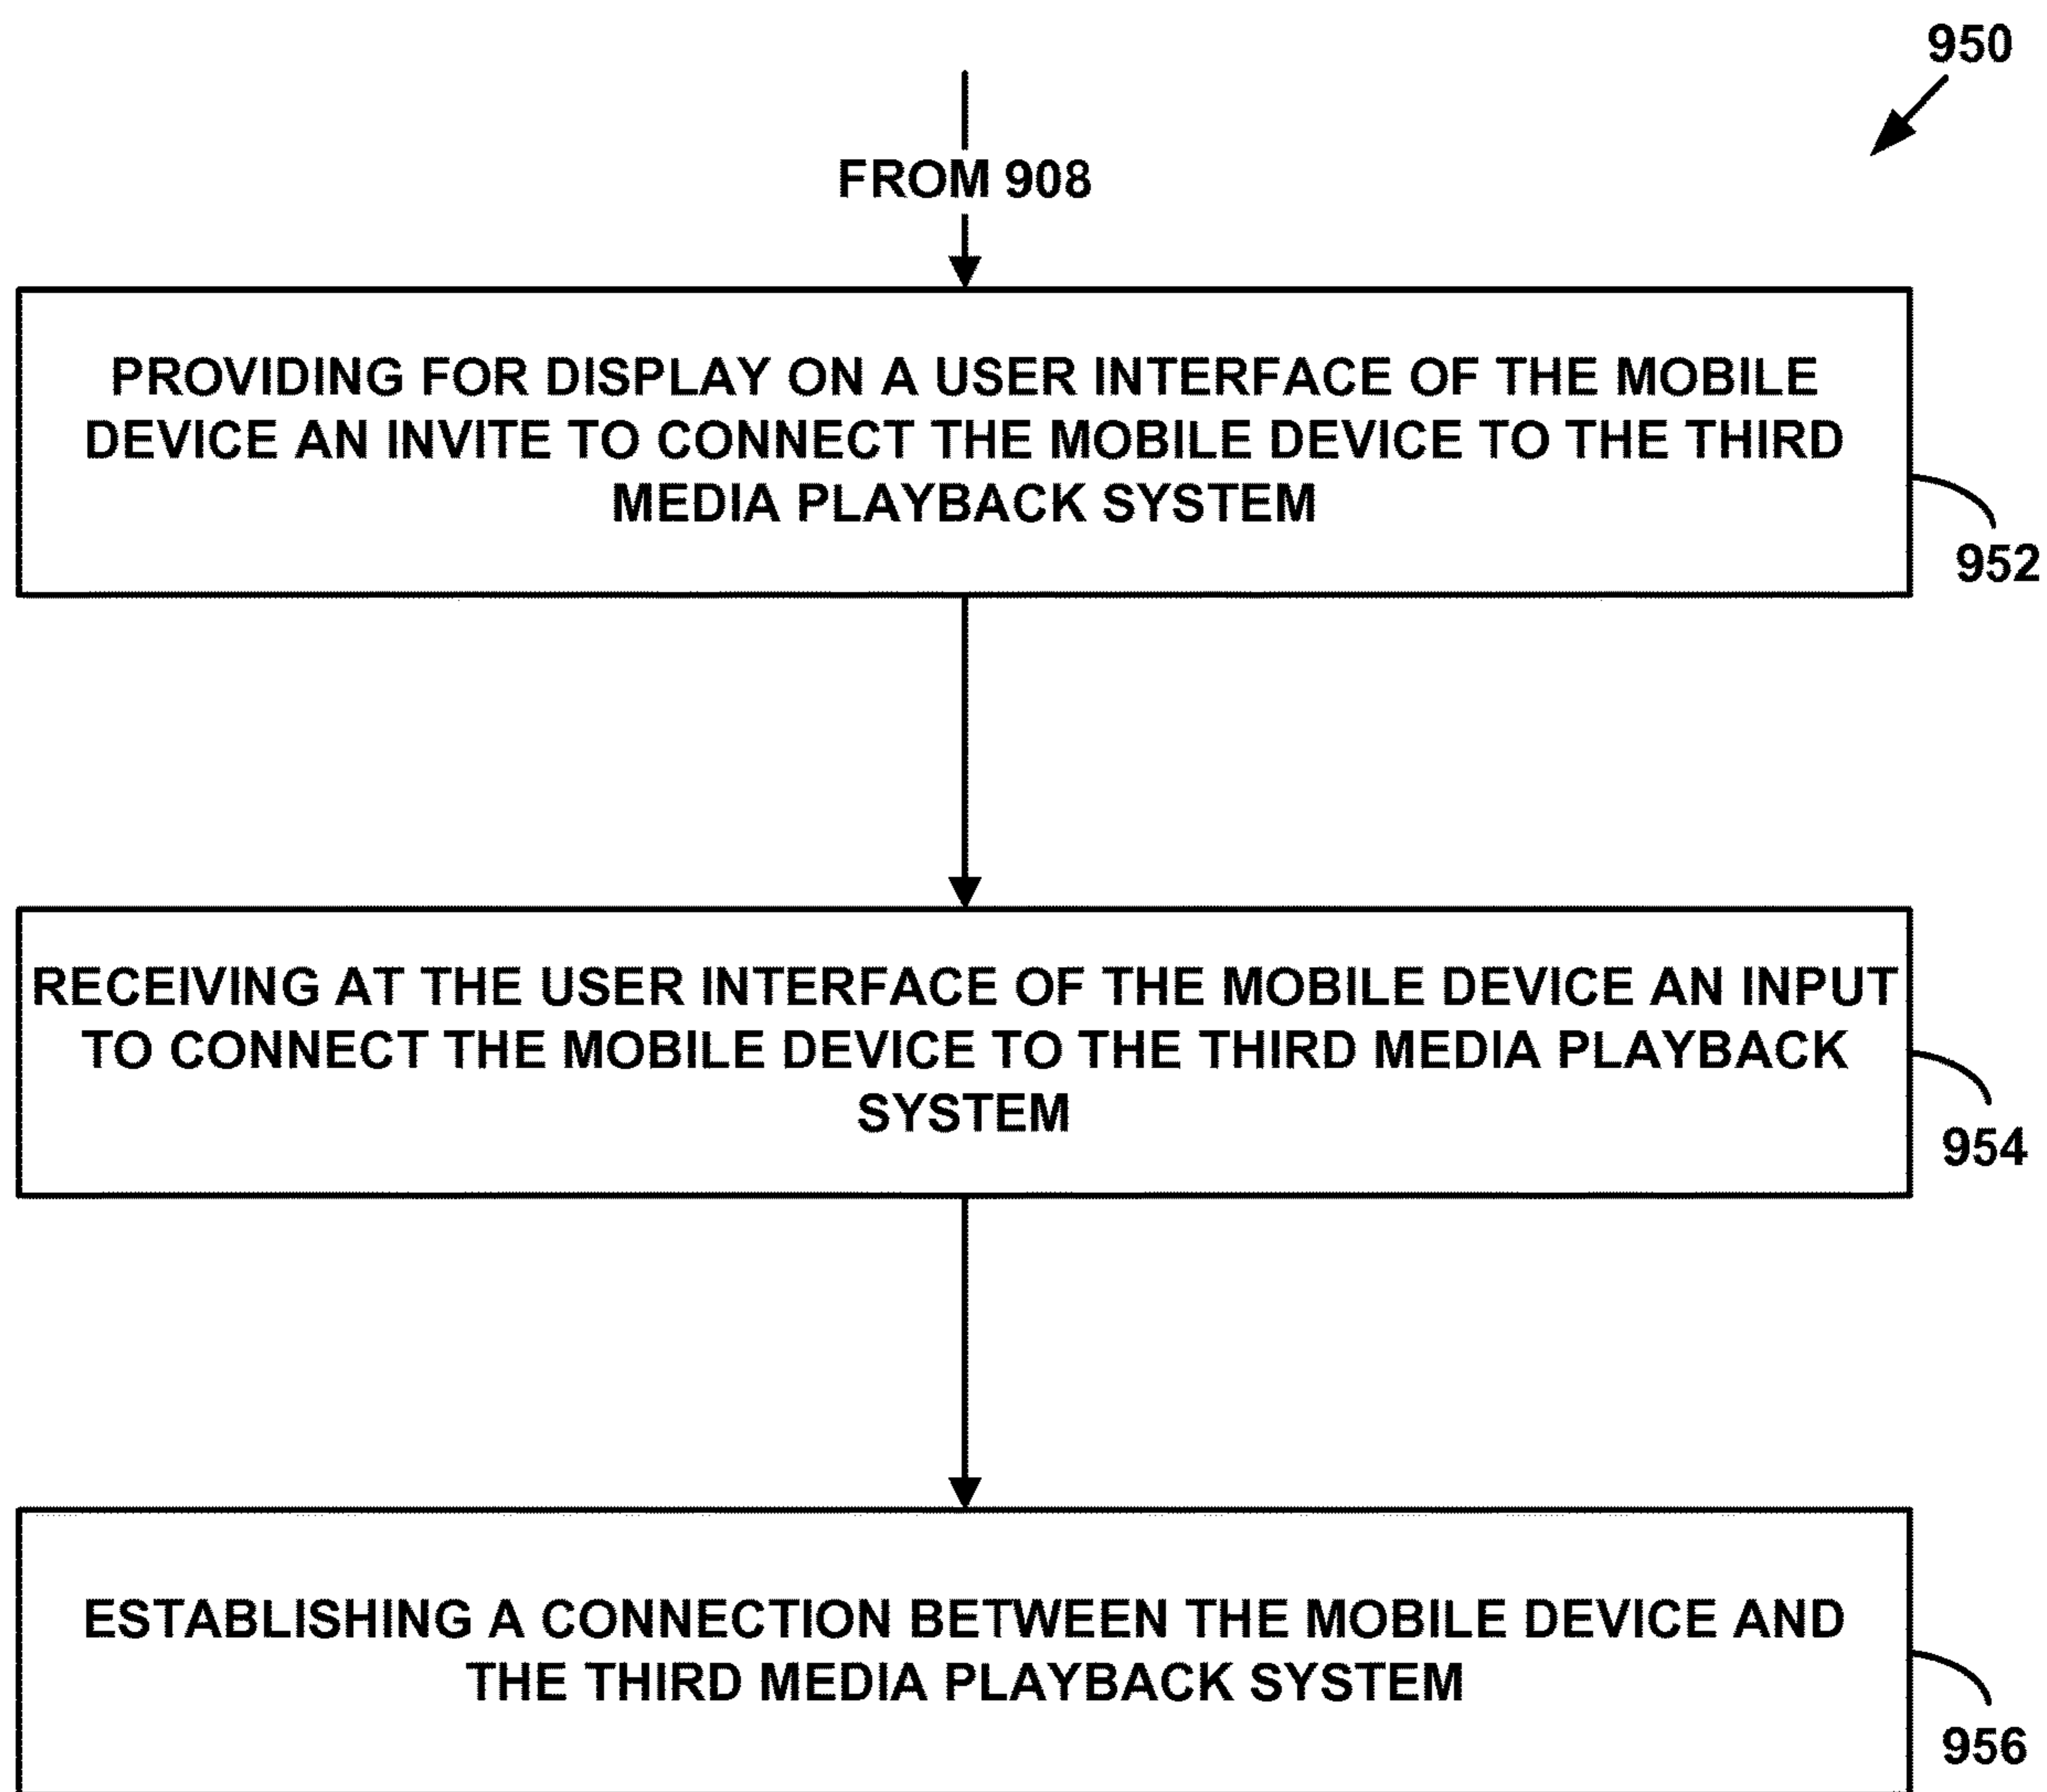 950
FROM 908
PROVIDING FOR DISPLAY ON A USER INTERFACE OF THE MOBILE
DEVICE AN INVITE TO CONNECT THE MOBILE DEVICE TO THE THIRD
MEDIA PLAYBACK SYSTEM
952
RECEIVING AT THE USER INTERFACE OF THE MOBILE DEVICE AN INPUT
TO CONNECT THE MOBILE DEVICE TO THE THIRD MEDIA PLAYBACK
SYSTEM
954
ESTABLISHING A CONNECTION BETWEEN THE MOBILE DEVICE AND
THE THIRD MEDIA PLAYBACK SYSTEM
956